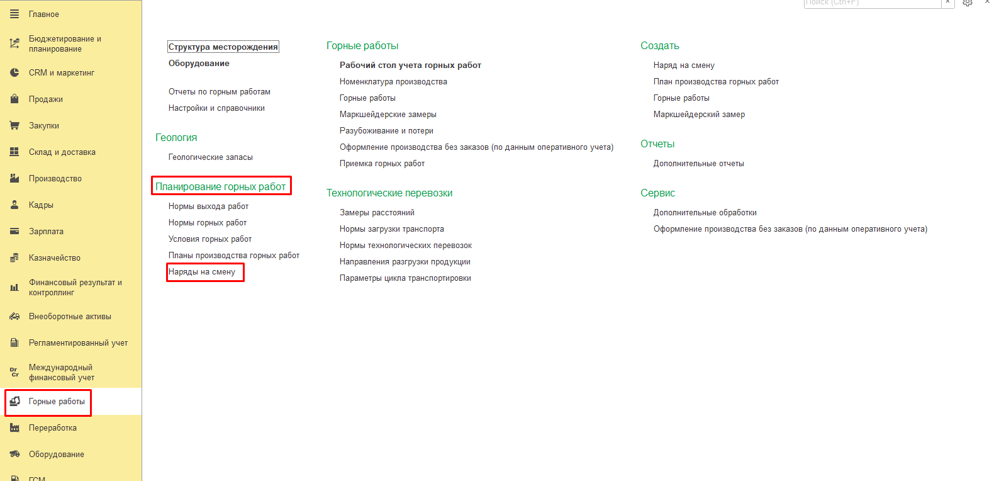 Главное
Бюджетирование и
планирование
CRM и маркетинг
Продажи
Закупки
Склад и доставка
Производство
Кадры
Зарплата
Казначейство
Финансовый результат и
контроллинг
Внеоборотные активы
Регламентированный учет
Dr
Cr
Международный
финансовый учет
Горные работы
Переработка
Оборудование
ГСМ
Поиск (Ctrl+F)
Структура месторождения
Оборудование
Отчеты по горным работам
Настройки и справочники
Геология
Геологические запасы
Планирование горных работ
Нормы выхода работ
Нормы горных работ
Условия горных работ
Планы производства горных работ
Наряды на смену
Горные работы
Рабочий стол учета горных работ
Номенклатура производства
Горные работы
Маркшейдерские замеры
Разубоживание и потери
Оформление производства без заказов (по данным оперативного учета)
Приемка горных работ
Технологические перевозки
Замеры расстояний
Нормы загрузки транспорта
Нормы технологических перевозок
Направления разгрузки продукции
Параметры цикла транспортировки
Создать
Наряд на смену
План производства горных работ
Горные работы
Маркшейдерский замер
Отчеты
Дополнительные отчеты
Сервис
Дополнительные обработки
Оформление производства без заказов (по данным оперативного учета)